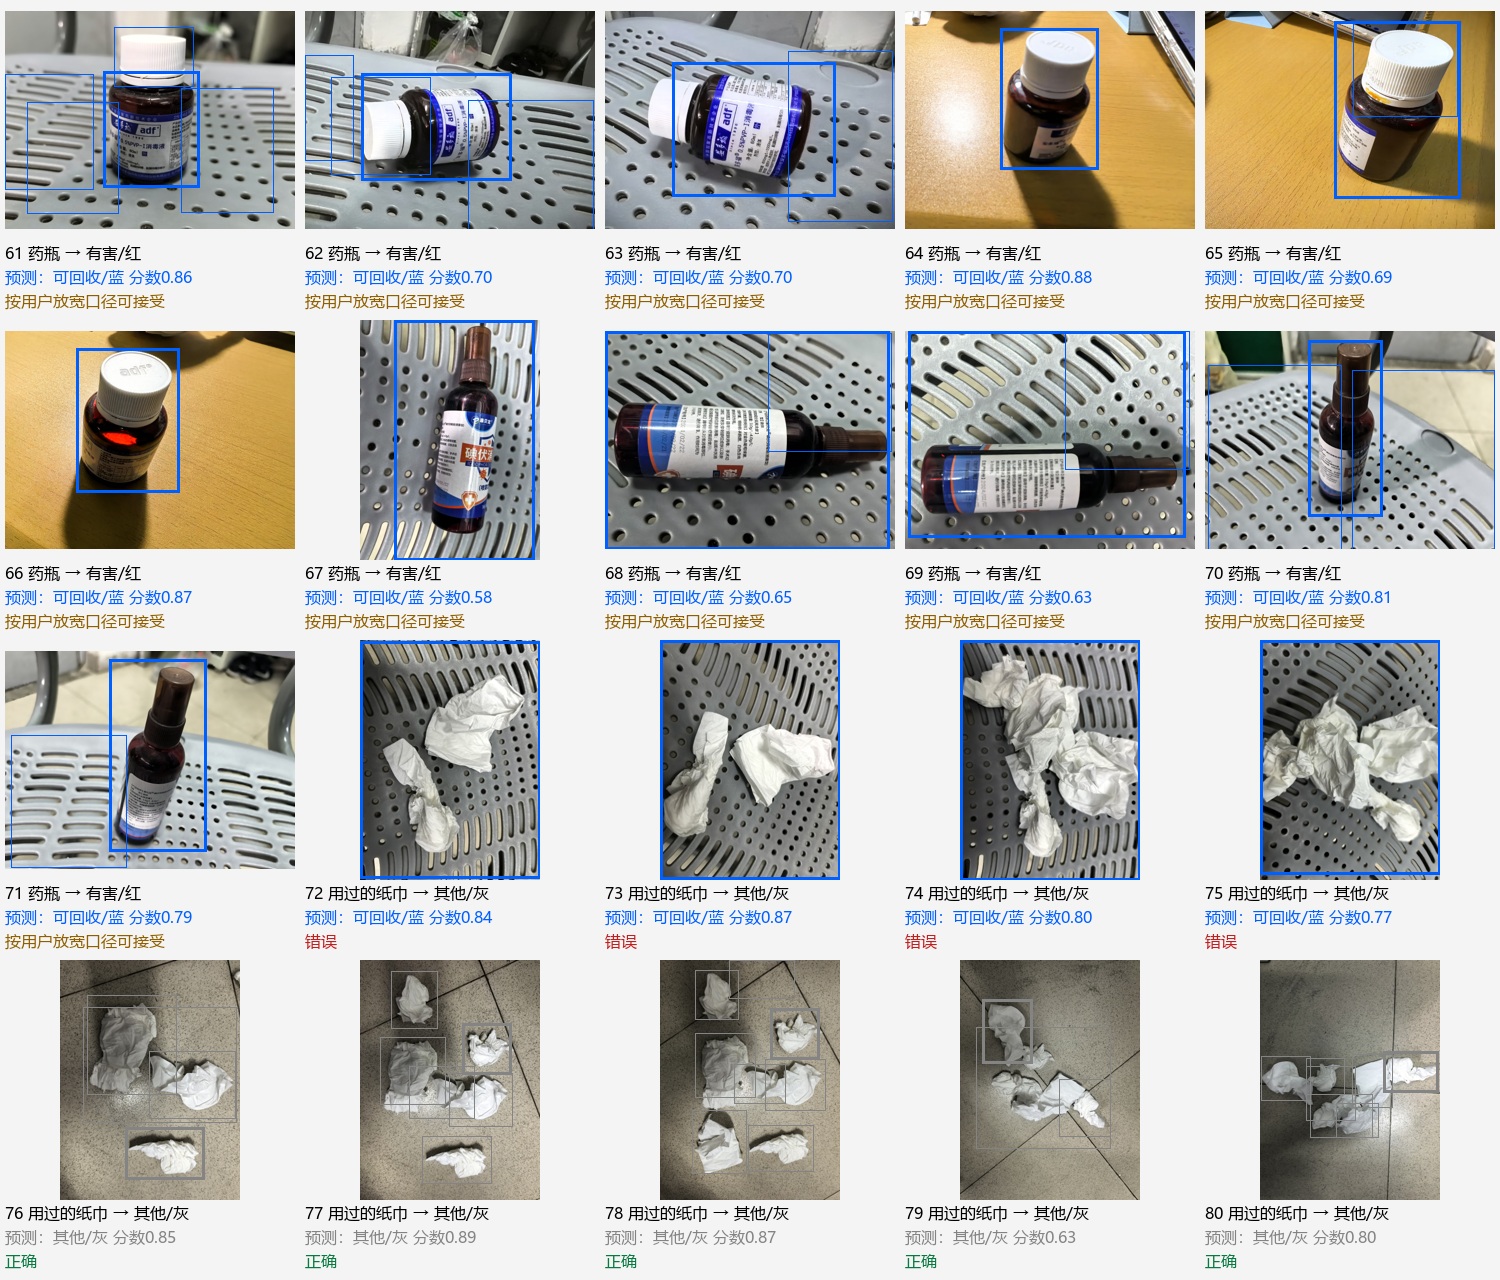 adf
adf
adf
adf
adf
碘伏
61 药瓶 → 有害/红
预测：可回收/蓝 分数0.86
按用户放宽口径可接受
62 药瓶 → 有害/红
预测：可回收/蓝 分数0.70
按用户放宽口径可接受
63 药瓶 → 有害/红
预测：可回收/蓝 分数0.70
按用户放宽口径可接受
64 药瓶 → 有害/红
预测：可回收/蓝 分数0.88
按用户放宽口径可接受
65 药瓶 → 有害/红
预测：可回收/蓝 分数0.69
按用户放宽口径可接受
66 药瓶 → 有害/红
预测：可回收/蓝 分数0.87
按用户放宽口径可接受
67 药瓶 → 有害/红
预测：可回收/蓝 分数0.58
按用户放宽口径可接受
68 药瓶 → 有害/红
预测：可回收/蓝 分数0.65
按用户放宽口径可接受
69 药瓶 → 有害/红
预测：可回收/蓝 分数0.63
按用户放宽口径可接受
70 药瓶 → 有害/红
预测：可回收/蓝 分数0.81
按用户放宽口径可接受
71 药瓶 → 有害/红
预测：可回收/蓝 分数0.79
按用户放宽口径可接受
72 用过的纸巾 → 其他/灰
预测：可回收/蓝 分数0.84
错误
73 用过的纸巾 → 其他/灰
预测：可回收/蓝 分数0.87
错误
74 用过的纸巾 → 其他/灰
预测：可回收/蓝 分数0.80
错误
75 用过的纸巾 → 其他/灰
预测：可回收/蓝 分数0.77
错误
76 用过的纸巾 → 其他/灰
预测：其他/灰 分数0.85
正确
77 用过的纸巾 → 其他/灰
预测：其他/灰 分数0.89
正确
78 用过的纸巾 → 其他/灰
预测：其他/灰 分数0.87
正确
79 用过的纸巾 → 其他/灰
预测：其他/灰 分数0.63
正确
80 用过的纸巾 → 其他/灰
预测：其他/灰 分数0.80
正确